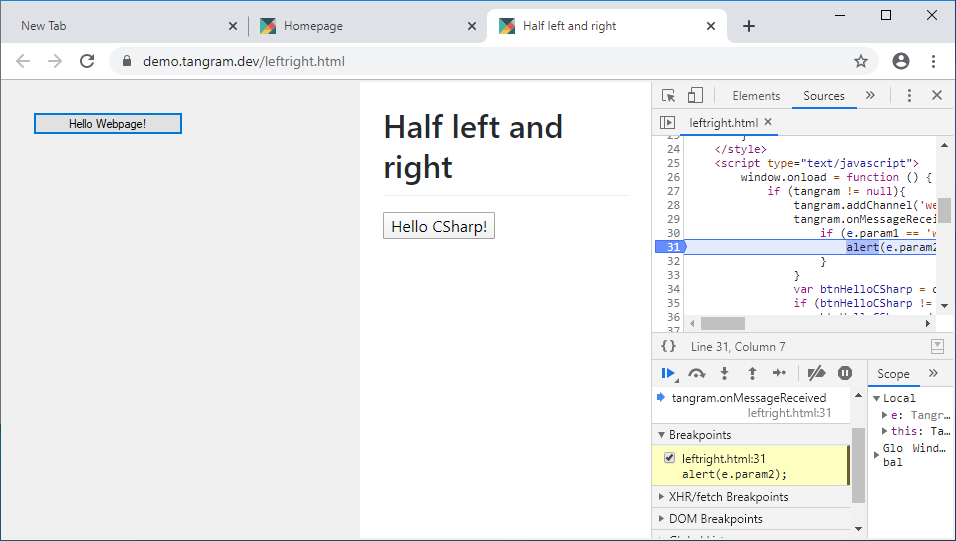 New Tab
Homepage
Half left and right
demo.tangram.dev/leftright.html
Hello Webpage!
Half left and
right
Hello CSharp!
Elements
Sources
leftright.html
24 </style>
25 <script type="text/javascript">
26 window.onload = function () {
27 if (tangram != null){
28 tangram.addChannel('we
29 tangram.onMessageRecei
30 if (e.param1 == 'w
31 alert(e.param2
32 }
33 }
34 var btnHelloCSharp = d
35 if (btnHelloCSharp !=
36
37
{} Line 31, Column 7
tangram.onMessageReceived
leftright.html:31
Breakpoints
leftright.html:31
alert(e.param2);
XHR/fetch Breakpoints
DOM Breakpoints
Scope
Local
e: Tangr…
this: Ta…
Glo Wind…
bal